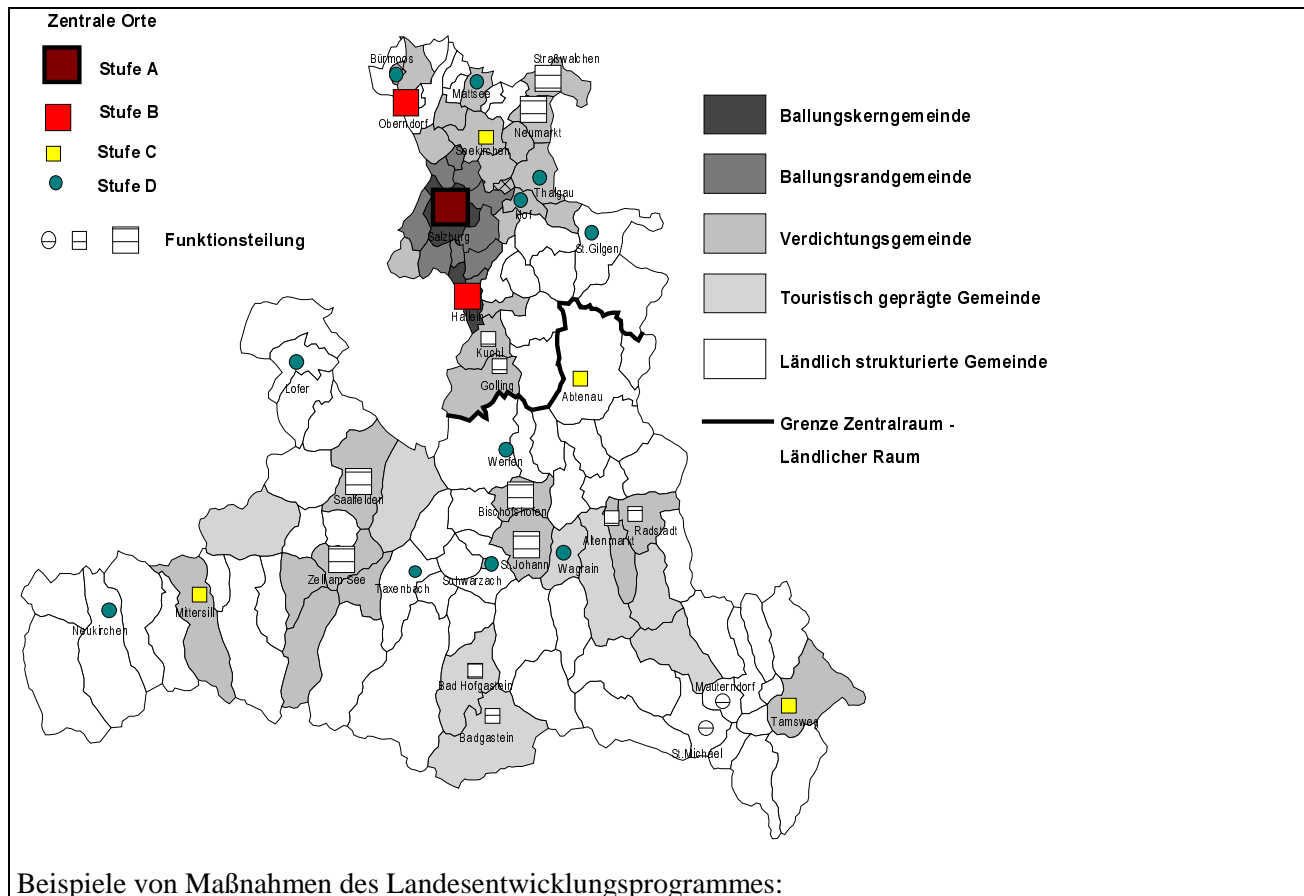 Zentrale Orte
Stufe A
Stufe B
Stufe C
Stufe D
Funktionsteilung
Ballungskerngemeinde
Ballungsrandgemeinde
Verdichtungsgemeinde
Touristisch geprägte Gemeinde
Ländlich strukturierte Gemeinde
Grenze Zentralraum -
Ländlicher Raum
Bürmoos
Straßwalchen
Mattsee
Oberndorf
Neumarkt
Seekirchen
Thalgau
Hof
Salzburg
St.Gilgen
Hallein
Kuchl
Golling
Abtenau
Lofer
Werfen
Saalfelden
Bischofshofen
Altenmarkt
Radstadt
St.Johann
Wagrain
Zell am See
Taxenbach
Schwarzach
Mittersill
Neukirchen
Bad Hofgastein
Mauterndorf
Badgastein
Tamsweg
St.Michael
Beispiele von Maßnahmen des Landesentwicklungsprogrammes: